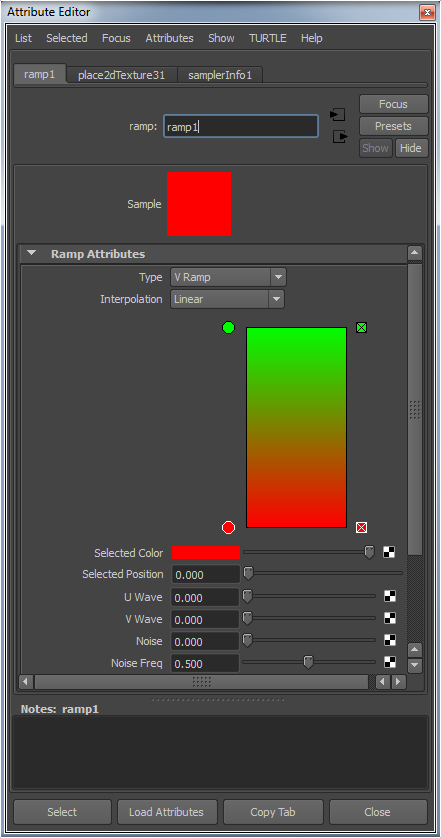 Attribute Editor
List Selected Focus Attributes Show TURTLE Help
ramp1 place2dTexture31 samplerInfo1
Focus
ramp: ramp1
Presets
Show Hide
Sample
Ramp Attributes
Type V Ramp
Interpolation Linear
Selected Color
Selected Position 0.000
U Wave 0.000
V Wave 0.000
Noise 0.000
Noise Freq 0.500
Notes: ramp1
Select Load Attributes Copy Tab Close